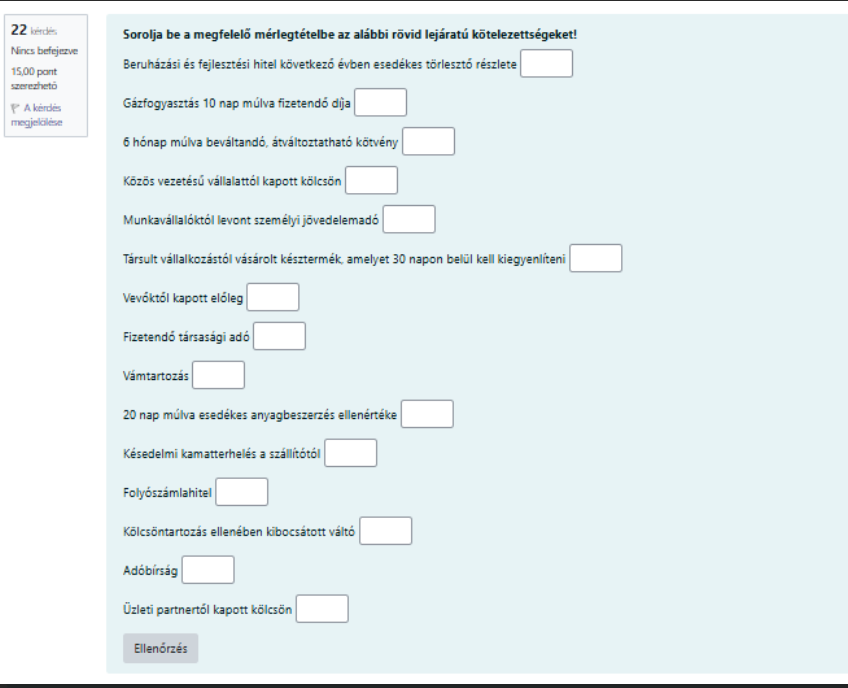 22 kérdés
Nincs befejezve
15,00 pont
szerezhető
A kérdés
megjelölése
Sorolja be a megfelelő mérlegtételbe az alábbi rövid lejáratú kötelezettségeket!
Beruházási és fejlesztési hitel következő évben esedékes törlesztő részlete
Gázfogyasztás 10 nap múlva fizetendő díja
6 hónap múlva beváltandó, átváltoztatható kötvény
Közös vezetésű vállalattól kapott kölcsön
Munkavállalóktól levont személyi jövedelemadó
Társult vállalkozástól vásárolt késztermék, amelyet 30 napon belül kell kiegyenlíteni
Vevőktől kapott előleg
Fizetendő társasági adó
Vámtartozás
20 nap múlva esedékes anyagbeszerzés ellenértéke
Késedelmi kamatterhelés a szállítótól
Folyószámlahitel
Kölcsöntartozás ellenében kibocsátott váltó
Adóbírság
Üzleti partnertől kapott kölcsön
Ellenőrzés